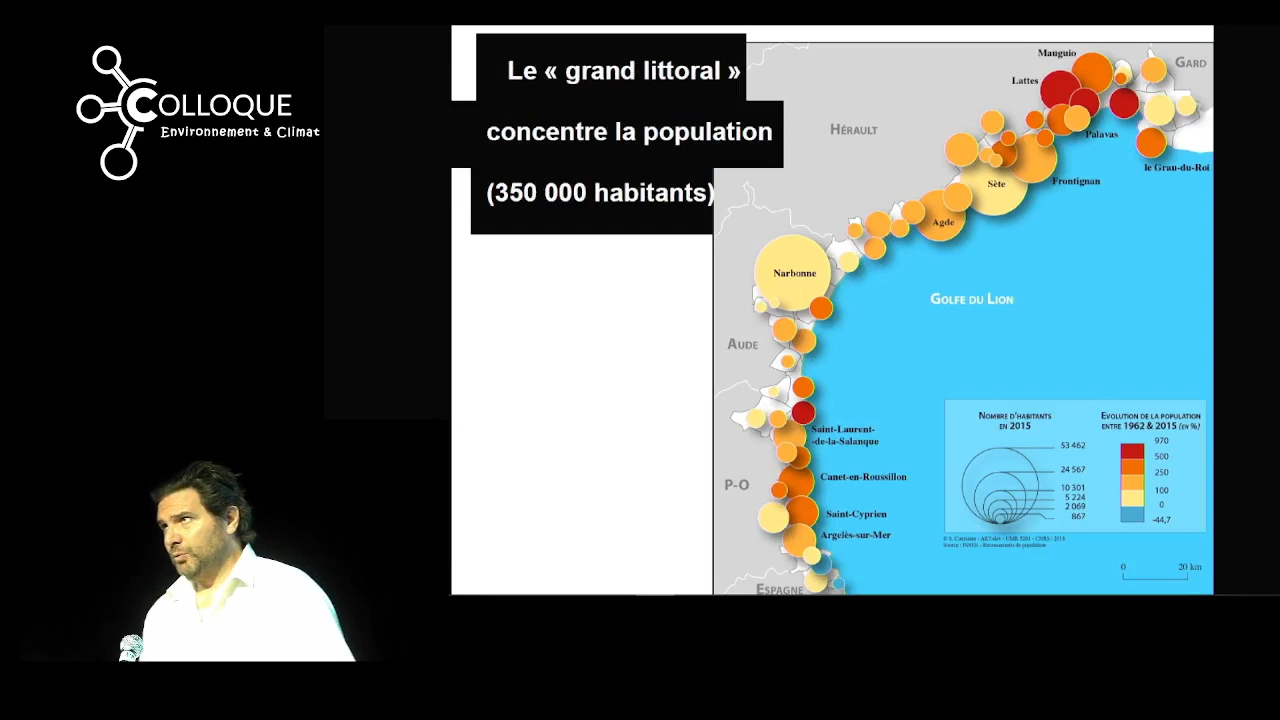 COLLOQUE
Environnement & Climat
Le « grand littoral »
concentre la population
(350 000 habitants)
Mauguio
GARD
Lattes
HÉRAULT
Palavas
le Grau-du-Roi
Sète
Frontignan
Agde
Narbonne
GOLFE DU LION
AUDE
Saint-Laurent-
-de-la-Salanque
P-O
Canet-en-Roussillon
Saint-Cyprien
Argelès-sur-Mer
ESPAGNE
NOMBRE D'HABITANTS
EN 2015
53 462
24 567
10 301
5 224
2 069
867
EVOLUTION DE LA POPULATION
ENTRE 1962 & 2015 (EN %)
970
500
250
100
0
-44,7
0 20 km